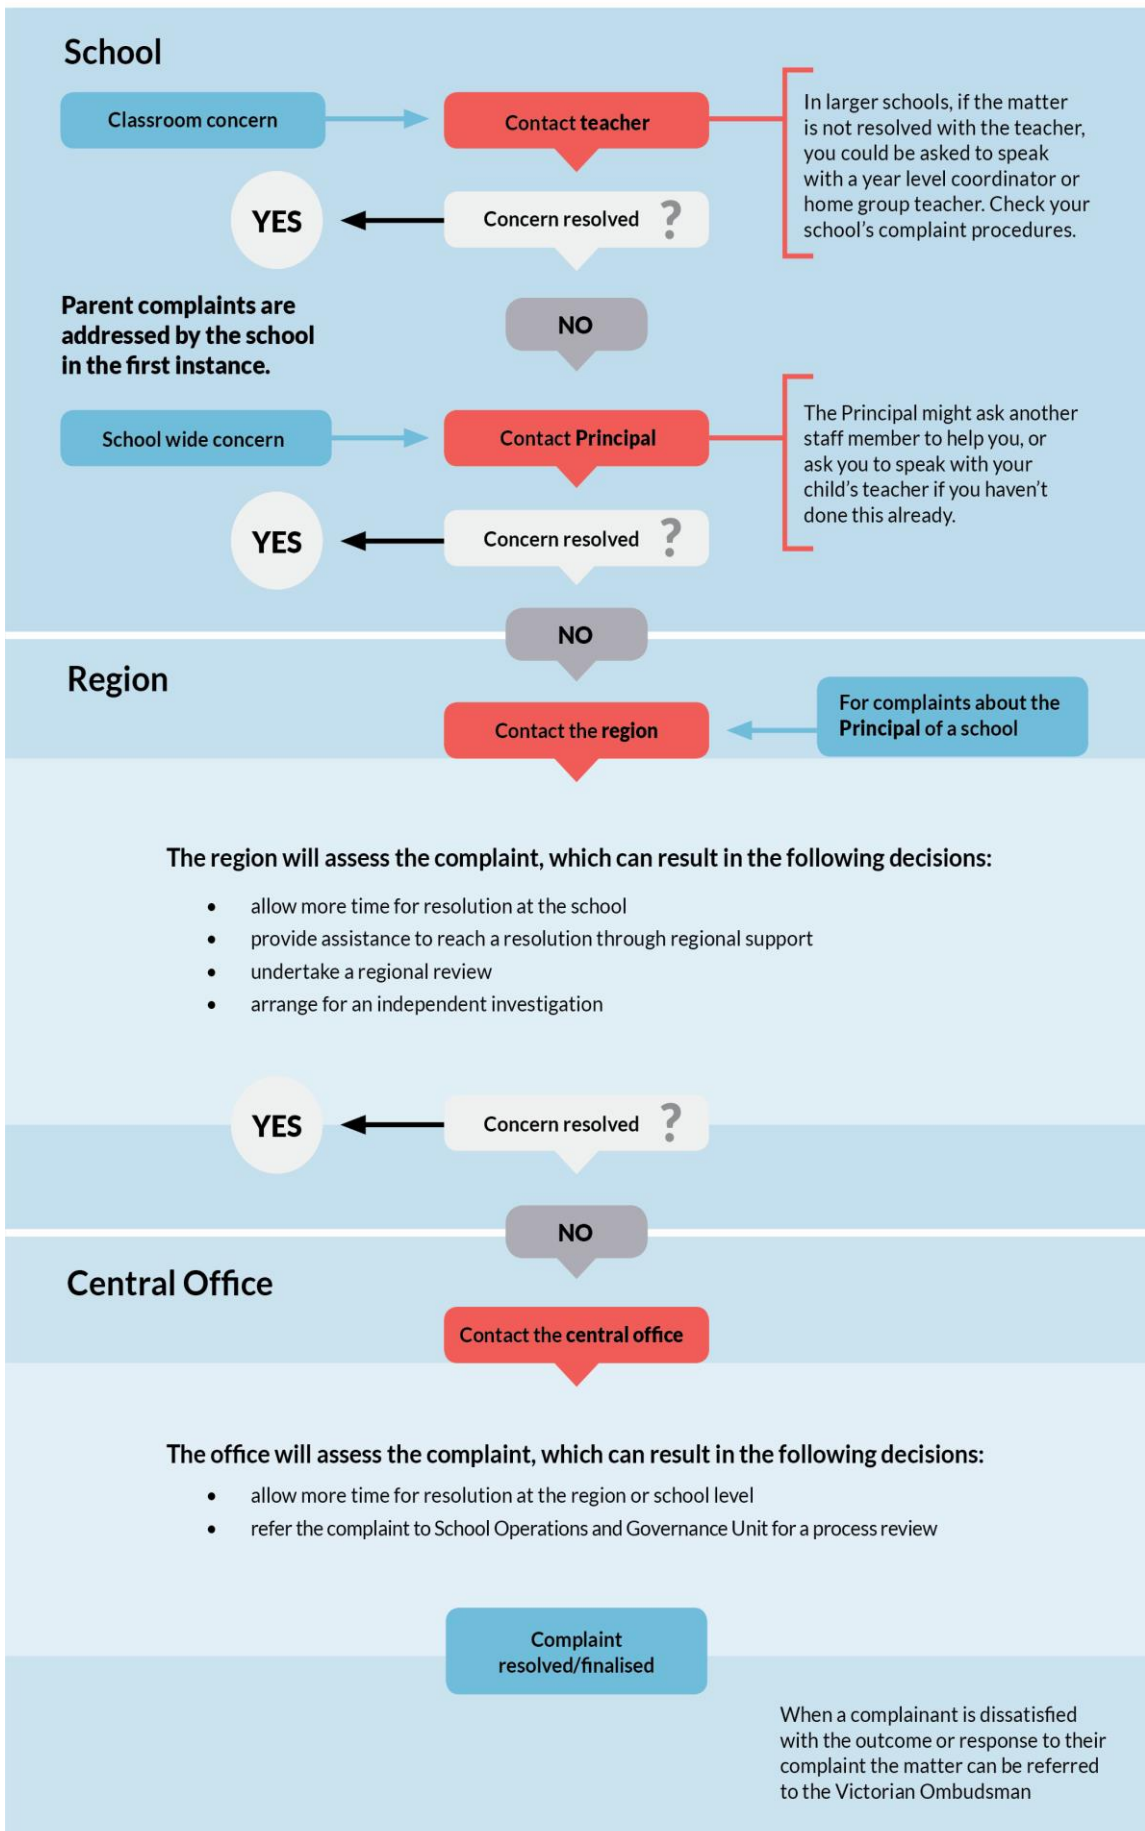 School
Classroom concern
Contact teacher
In larger schools, if the matter
is not resolved with the teacher,
you could be asked to speak
with a year level coordinator or
home group teacher. Check your
school’s complaint procedures.
YES
Concern resolved ?
Parent complaints are
addressed by the school
in the first instance.
NO
School wide concern
Contact Principal
The Principal might ask another
staff member to help you, or
ask you to speak with your
child’s teacher if you haven’t
done this already.
YES
Concern resolved ?
NO
Region
Contact the region
For complaints about the
Principal of a school
The region will assess the complaint, which can result in the following decisions:
• allow more time for resolution at the school
• provide assistance to reach a resolution through regional support
• undertake a regional review
• arrange for an independent investigation
YES
Concern resolved ?
NO
Central Office
Contact the central office
The office will assess the complaint, which can result in the following decisions:
• allow more time for resolution at the region or school level
• refer the complaint to School Operations and Governance Unit for a process review
Complaint
resolved/finalised
When a complainant is dissatisfied
with the outcome or response to their
complaint the matter can be referred
to the Victorian Ombudsman